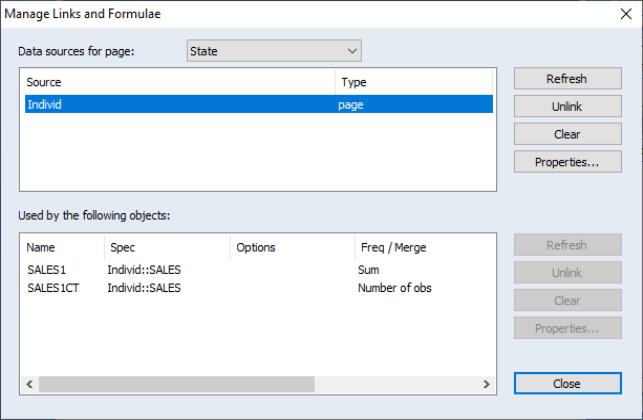 Manage Links and Formulae
Data sources for page: State
Source Type
Individ page
Refresh
Unlink
Clear
Properties...
Used by the following objects:
Name Spec Options Freq / Merge
SALES1 Individ::SALES Sum
SALES1CT Individ::SALES Number of obs
Refresh
Unlink
Clear
Properties...
Close